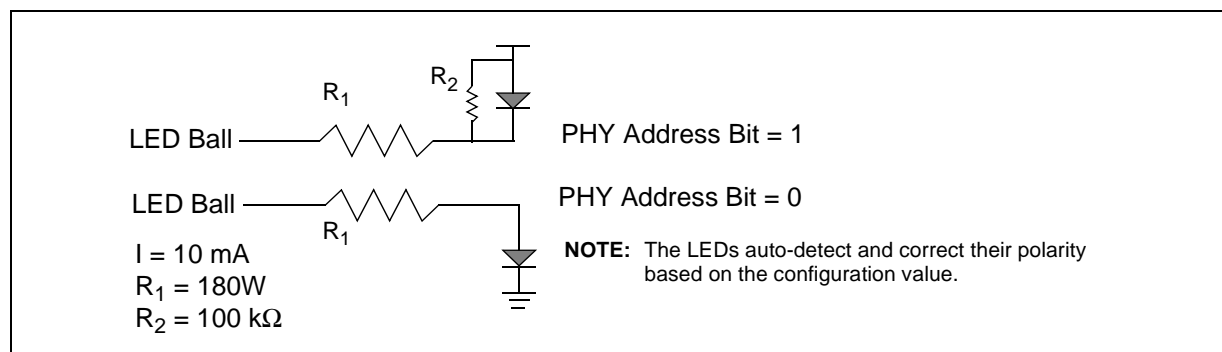 R2
R1
LED Ball
PHY Address Bit = 1
LED Ball
PHY Address Bit = 0
R1
I = 10 mA
R1 = 180W
R2 = 100 kΩ
NOTE: The LEDs auto-detect and correct their polarity
based on the configuration value.